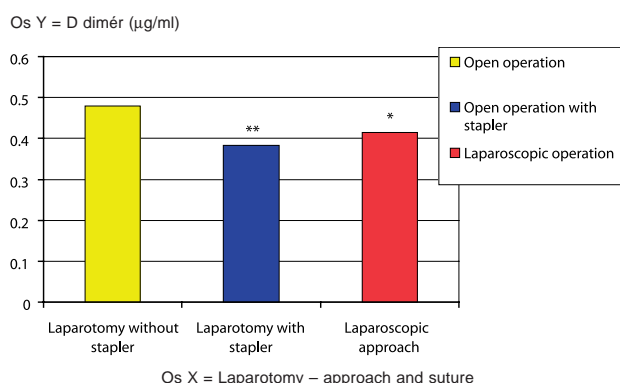 Os Y = D dimér (µg/ml)
0.6
0.5
0.4
0.3
0.2
0.1
0
**
*
Open operation
Open operation with
stapler
Laparoscopic operation
Laparotomy without
stapler
Laparotomy with
stapler
Laparoscopic
approach
Os X = Laparotomy – approach and suture